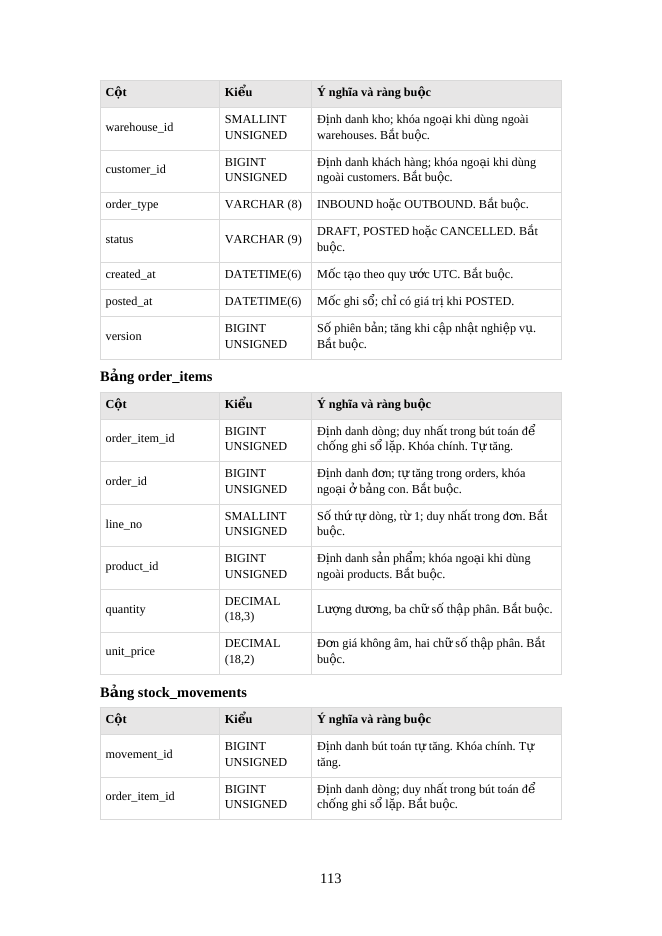 Cột Kiểu Ý nghĩa và ràng buộc
warehouse_id SMALLINT UNSIGNED Định danh kho; khóa ngoại khi dùng ngoài
warehouses. Bắt buộc.
customer_id BIGINT UNSIGNED Định danh khách hàng; khóa ngoại khi dùng
ngoài customers. Bắt buộc.
order_type VARCHAR (8) INBOUND hoặc OUTBOUND. Bắt buộc.
status VARCHAR (9) DRAFT, POSTED hoặc CANCELLED. Bắt
buộc.
created_at DATETIME(6) Mốc tạo theo quy ước UTC. Bắt buộc.
posted_at DATETIME(6) Mốc ghi sổ; chỉ có giá trị khi POSTED.
version BIGINT UNSIGNED Số phiên bản; tăng khi cập nhật nghiệp vụ.
Bắt buộc.
Bảng order_items
Cột Kiểu Ý nghĩa và ràng buộc
order_item_id BIGINT UNSIGNED Định danh dòng; duy nhất trong bút toán để
chống ghi sổ lặp. Khóa chính. Tự tăng.
order_id BIGINT UNSIGNED Định danh đơn; tự tăng trong orders, khóa
ngoại ở bảng con. Bắt buộc.
line_no SMALLINT UNSIGNED Số thứ tự dòng, từ 1; duy nhất trong đơn. Bắt
buộc.
product_id BIGINT UNSIGNED Định danh sản phẩm; khóa ngoại khi dùng
ngoài products. Bắt buộc.
quantity DECIMAL (18,3) Lượng dương, ba chữ số thập phân. Bắt buộc.
unit_price DECIMAL (18,2) Đơn giá không âm, hai chữ số thập phân. Bắt
buộc.
Bảng stock_movements
Cột Kiểu Ý nghĩa và ràng buộc
movement_id BIGINT UNSIGNED Định danh bút toán tự tăng. Khóa chính. Tự
tăng.
order_item_id BIGINT UNSIGNED Định danh dòng; duy nhất trong bút toán để
chống ghi sổ lặp. Bắt buộc.
113